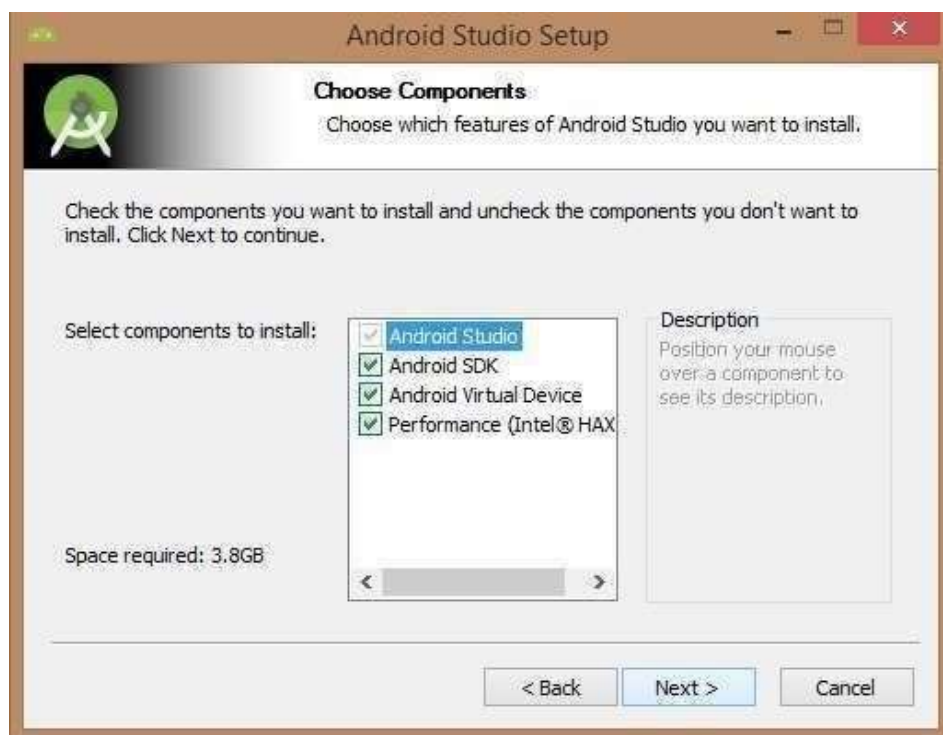 Android Studio Setup
Choose Components
Choose which features of Android Studio you want to install.
Check the components you want to install and uncheck the components you don't want to
install. Click Next to continue.
Select components to install:
Android Studio
Android SDK
Android Virtual Device
Performance (Intel® HAX
Description
Position your mouse
over a component to
see its description.
Space required: 3.8GB
< Back
Next >
Cancel